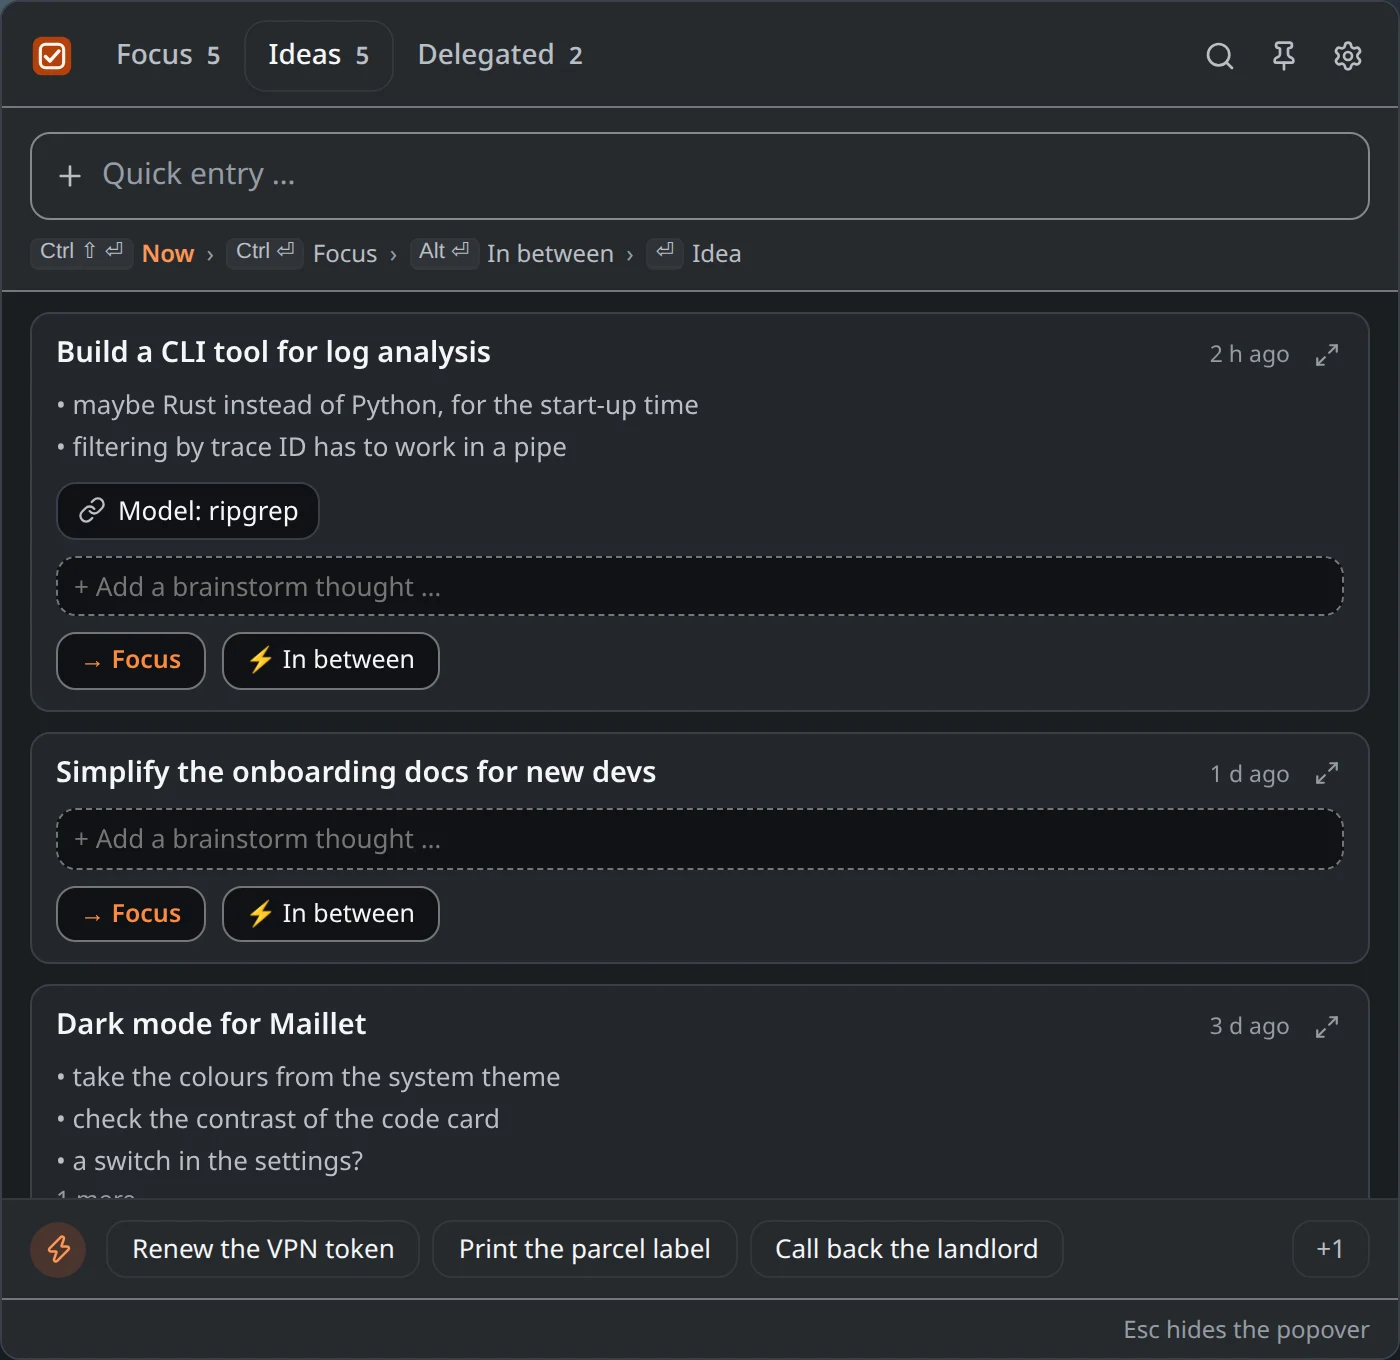 Focus 5 Ideas 5 Delegated 2
+ Quick entry ...
Ctrl ⇧ ⏎ Now › Ctrl ⏎ Focus › Alt ⏎ In between › ⏎ Idea
Build a CLI tool for log analysis 2 h ago
• maybe Rust instead of Python, for the start-up time
• filtering by trace ID has to work in a pipe
Model: ripgrep
+ Add a brainstorm thought ...
→ Focus ⚡ In between
Simplify the onboarding docs for new devs 1 d ago
+ Add a brainstorm thought ...
→ Focus ⚡ In between
Dark mode for Maillet 3 d ago
• take the colours from the system theme
• check the contrast of the code card
• a switch in the settings?
1 more
Renew the VPN token Print the parcel label Call back the landlord +1
Esc hides the popover